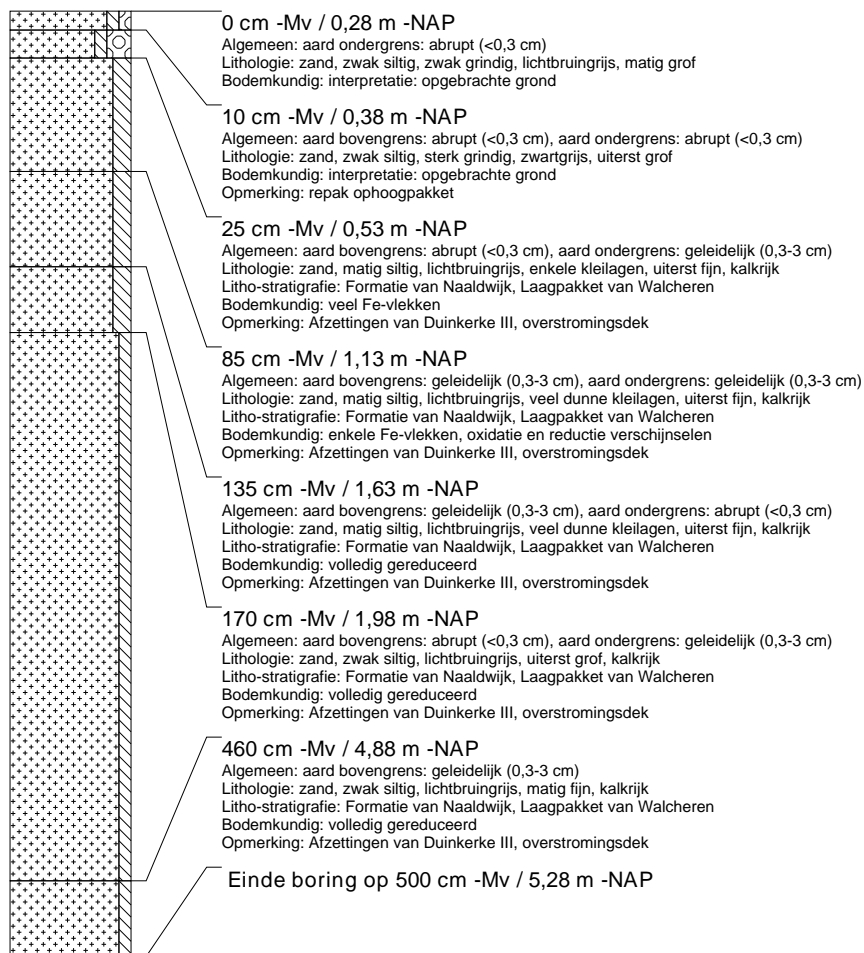 0 cm -Mv / 0,28 m -NAP
Algemeen: aard ondergrens: abrupt (<0,3 cm)
Lithologie: zand, zwak siltig, zwak grindig, lichtbruingrijs, matig grof
Bodemkundig: interpretatie: opgebrachte grond
10 cm -Mv / 0,38 m -NAP
Algemeen: aard bovengrens: abrupt (<0,3 cm), aard ondergrens: abrupt (<0,3 cm)
Lithologie: zand, zwak siltig, sterk grindig, zwartgrijs, uiterst grof
Bodemkundig: interpretatie: opgebrachte grond
Opmerking: repak ophoogpakket
25 cm -Mv / 0,53 m -NAP
Algemeen: aard bovengrens: abrupt (<0,3 cm), aard ondergrens: geleidelijk (0,3-3 cm)
Lithologie: zand, matig siltig, lichtbruingrijs, enkele kleilagen, uiterst fijn, kalkrijk
Litho-stratigrafie: Formatie van Naaldwijk, Laagpakket van Walcheren
Bodemkundig: veel Fe-vlekken
Opmerking: Afzettingen van Duinkerke III, overstromingsdek
85 cm -Mv / 1,13 m -NAP
Algemeen: aard bovengrens: geleidelijk (0,3-3 cm), aard ondergrens: geleidelijk (0,3-3 cm)
Lithologie: zand, matig siltig, lichtbruingrijs, veel dunne kleilagen, uiterst fijn, kalkrijk
Litho-stratigrafie: Formatie van Naaldwijk, Laagpakket van Walcheren
Bodemkundig: enkele Fe-vlekken, oxidatie en reductie verschijnselen
Opmerking: Afzettingen van Duinkerke III, overstromingsdek
135 cm -Mv / 1,63 m -NAP
Algemeen: aard bovengrens: geleidelijk (0,3-3 cm), aard ondergrens: abrupt (<0,3 cm)
Lithologie: zand, matig siltig, lichtbruingrijs, veel dunne kleilagen, uiterst fijn, kalkrijk
Litho-stratigrafie: Formatie van Naaldwijk, Laagpakket van Walcheren
Bodemkundig: volledig gereduceerd
Opmerking: Afzettingen van Duinkerke III, overstromingsdek
170 cm -Mv / 1,98 m -NAP
Algemeen: aard bovengrens: abrupt (<0,3 cm), aard ondergrens: geleidelijk (0,3-3 cm)
Lithologie: zand, zwak siltig, lichtbruingrijs, uiterst grof, kalkrijk
Litho-stratigrafie: Formatie van Naaldwijk, Laagpakket van Walcheren
Bodemkundig: volledig gereduceerd
Opmerking: Afzettingen van Duinkerke III, overstromingsdek
460 cm -Mv / 4,88 m -NAP
Algemeen: aard bovengrens: geleidelijk (0,3-3 cm)
Lithologie: zand, zwak siltig, lichtbruingrijs, matig fijn, kalkrijk
Litho-stratigrafie: Formatie van Naaldwijk, Laagpakket van Walcheren
Bodemkundig: volledig gereduceerd
Opmerking: Afzettingen van Duinkerke III, overstromingsdek
Einde boring op 500 cm -Mv / 5,28 m -NAP